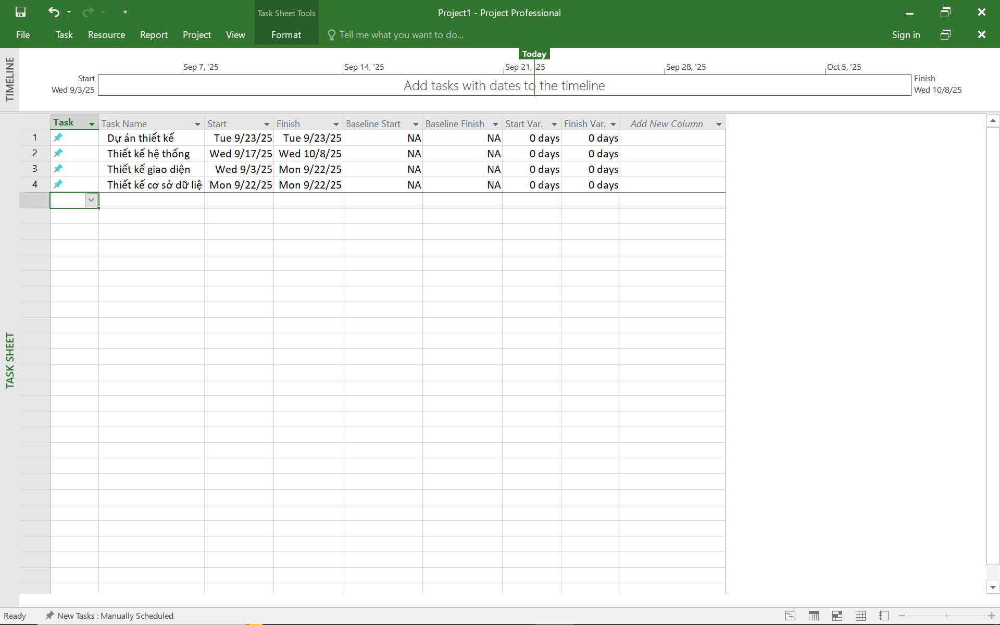 Task Sheet Tools
Project1 - Project Professional
File Task Resource Report Project View Format Tell me what you want to do... Sign in
TIMELINE
Today
Sep 7, '25 Sep 14, '25 Sep 21, '25 Sep 28, '25 Oct 5, '25
Start
Wed 9/3/25
Add tasks with dates to the timeline
Finish
Wed 10/8/25
TASK SHEET
Task Task Name Start Finish Baseline Start Baseline Finish Start Var. Finish Var. Add New Column
1 Dự án thiết kế Tue 9/23/25 Tue 9/23/25 NA NA 0 days 0 days
2 Thiết kế hệ thống Wed 9/17/25 Wed 10/8/25 NA NA 0 days 0 days
3 Thiết kế giao diện Wed 9/3/25 Mon 9/22/25 NA NA 0 days 0 days
4 Thiết kế cơ sở dữ liệ Mon 9/22/25 Mon 9/22/25 NA NA 0 days 0 days
Ready New Tasks : Manually Scheduled